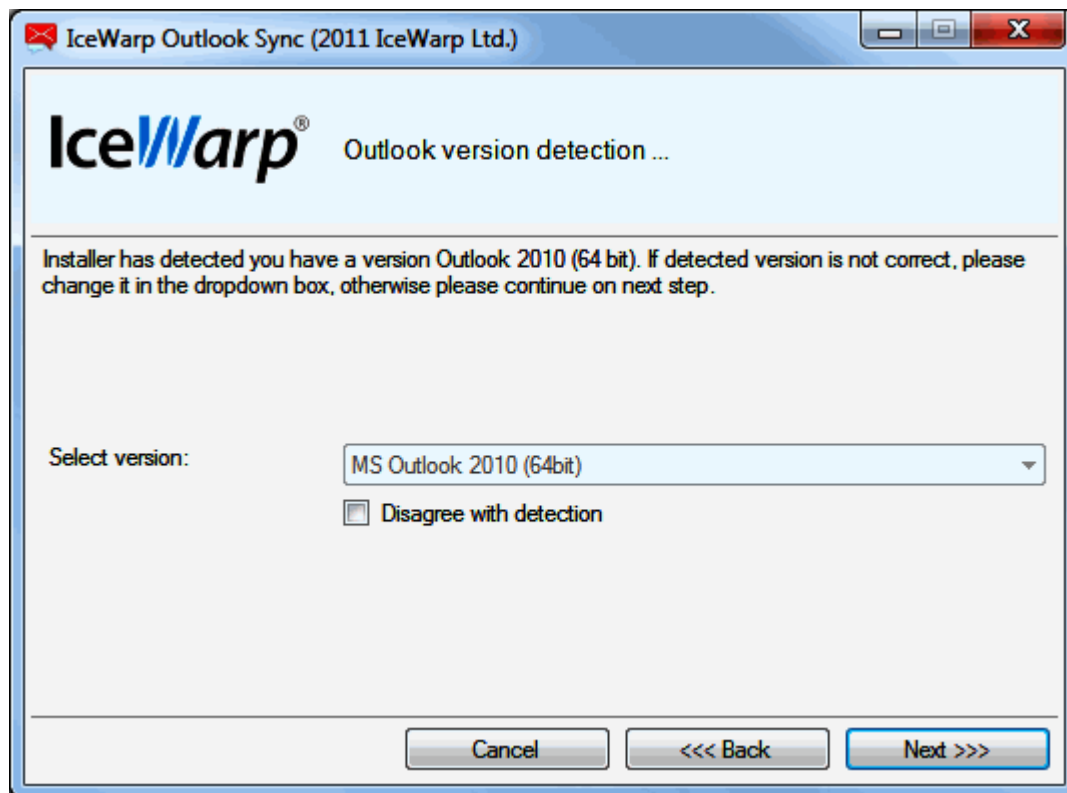 IceWarp Outlook Sync (2011 IceWarp Ltd.)
IceWarp®
Outlook version detection ...
Installer has detected you have a version Outlook 2010 (64 bit). If detected version is not correct, please
change it in the dropdown box, otherwise please continue on next step.
Select version:
MS Outlook 2010 (64bit)
Disagree with detection
Cancel
<<< Back
Next >>>